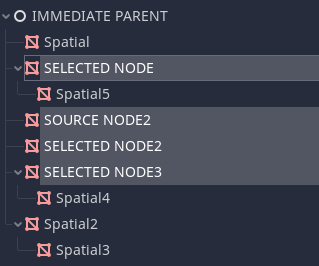 IMMEDIATE PARENT
Spatial
SELECTED NODE
Spatial5
SOURCE NODE2
SELECTED NODE2
SELECTED NODE3
Spatial4
Spatial2
Spatial3